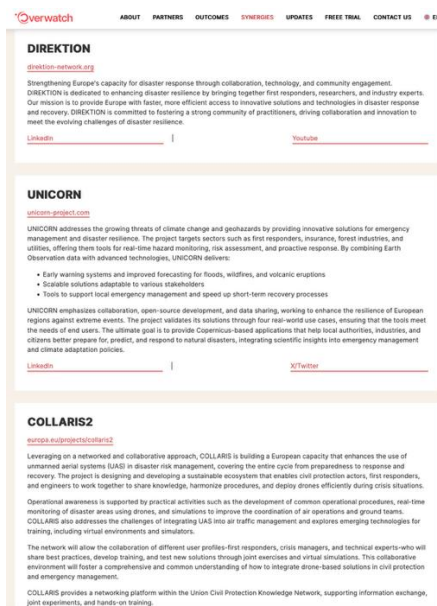 Overwatch
ABOUT PARTNERS OUTCOMES SYNERGIES UPDATES FREEE TRIAL CONTACT US
DIREKTION
direktion-network.org
Strengthening Europe's capacity for disaster response through collaboration, technology, and community engagement.
DIREKTION is dedicated to enhancing disaster resilience by bringing together first responders, researchers, and industry experts.
Our mission is to provide Europe with faster, more efficient access to innovative solutions and technologies in disaster response
and recovery. DIREKTION is committed to fostering a strong community of practitioners, driving collaboration and innovation to
meet the evolving challenges of disaster resilience.
LinkedIn | Youtube
UNICORN
unicorn-project.com
UNICORN addresses the growing threats of climate change and geohazards by providing innovative solutions for emergency
management and disaster resilience. The project targets sectors such as first responders, insurance, forest industries, and
utilities, offering them tools for real-time hazard monitoring, risk assessment, and proactive response. By combining Earth
Observation data with advanced technologies, UNICORN delivers:
• Early warning systems and improved forecasting for floods, wildfires, and volcanic eruptions
• Scalable solutions adaptable to various stakeholders
• Tools to support local emergency management and speed up short-term recovery processes
UNICORN emphasizes collaboration, open-source development, and data sharing, working to enhance the resilience of European
regions against extreme events. The project validates its solutions through four real-world use cases, ensuring that the tools meet
the needs of end users. The ultimate goal is to provide Copernicus-based applications that help local authorities, industries, and
citizens better prepare for, predict, and respond to natural disasters, integrating scientific insights into emergency management
and climate adaptation policies.
LinkedIn | X/Twitter
COLLARIS2
europa.eu/projects/collaris2
Leveraging on a networked and collaborative approach, COLLARIS is building a European capacity that enhances the use of
unmanned aerial systems (UAS) in disaster risk management, covering the entire cycle from preparedness to response and
recovery. The project is designing and developing a sustainable ecosystem that enables civil protection actors, first responders,
and engineers to work together to share knowledge, harmonize procedures, and deploy drones efficiently during crisis situations.
Operational awareness is supported by practical activities such as the development of common operational procedures, real-time
monitoring of disaster areas using drones, and simulations to improve the coordination of air operations and ground teams.
COLLARIS also addresses the challenges of integrating UAS into air traffic management and explores emerging technologies for
training, including virtual environments and simulators.
The network will allow the collaboration of different user profiles-first responders, crisis managers, and technical experts-who will
share best practices, develop training, and test new solutions through joint exercises and virtual simulations. This collaborative
environment will foster a comprehensive and common understanding of how to integrate drone-based solutions in civil protection
and emergency management.
COLLARIS provides a networking platform within the Union Civil Protection Knowledge Network, supporting information exchange,
joint experiments, and hands-on training.